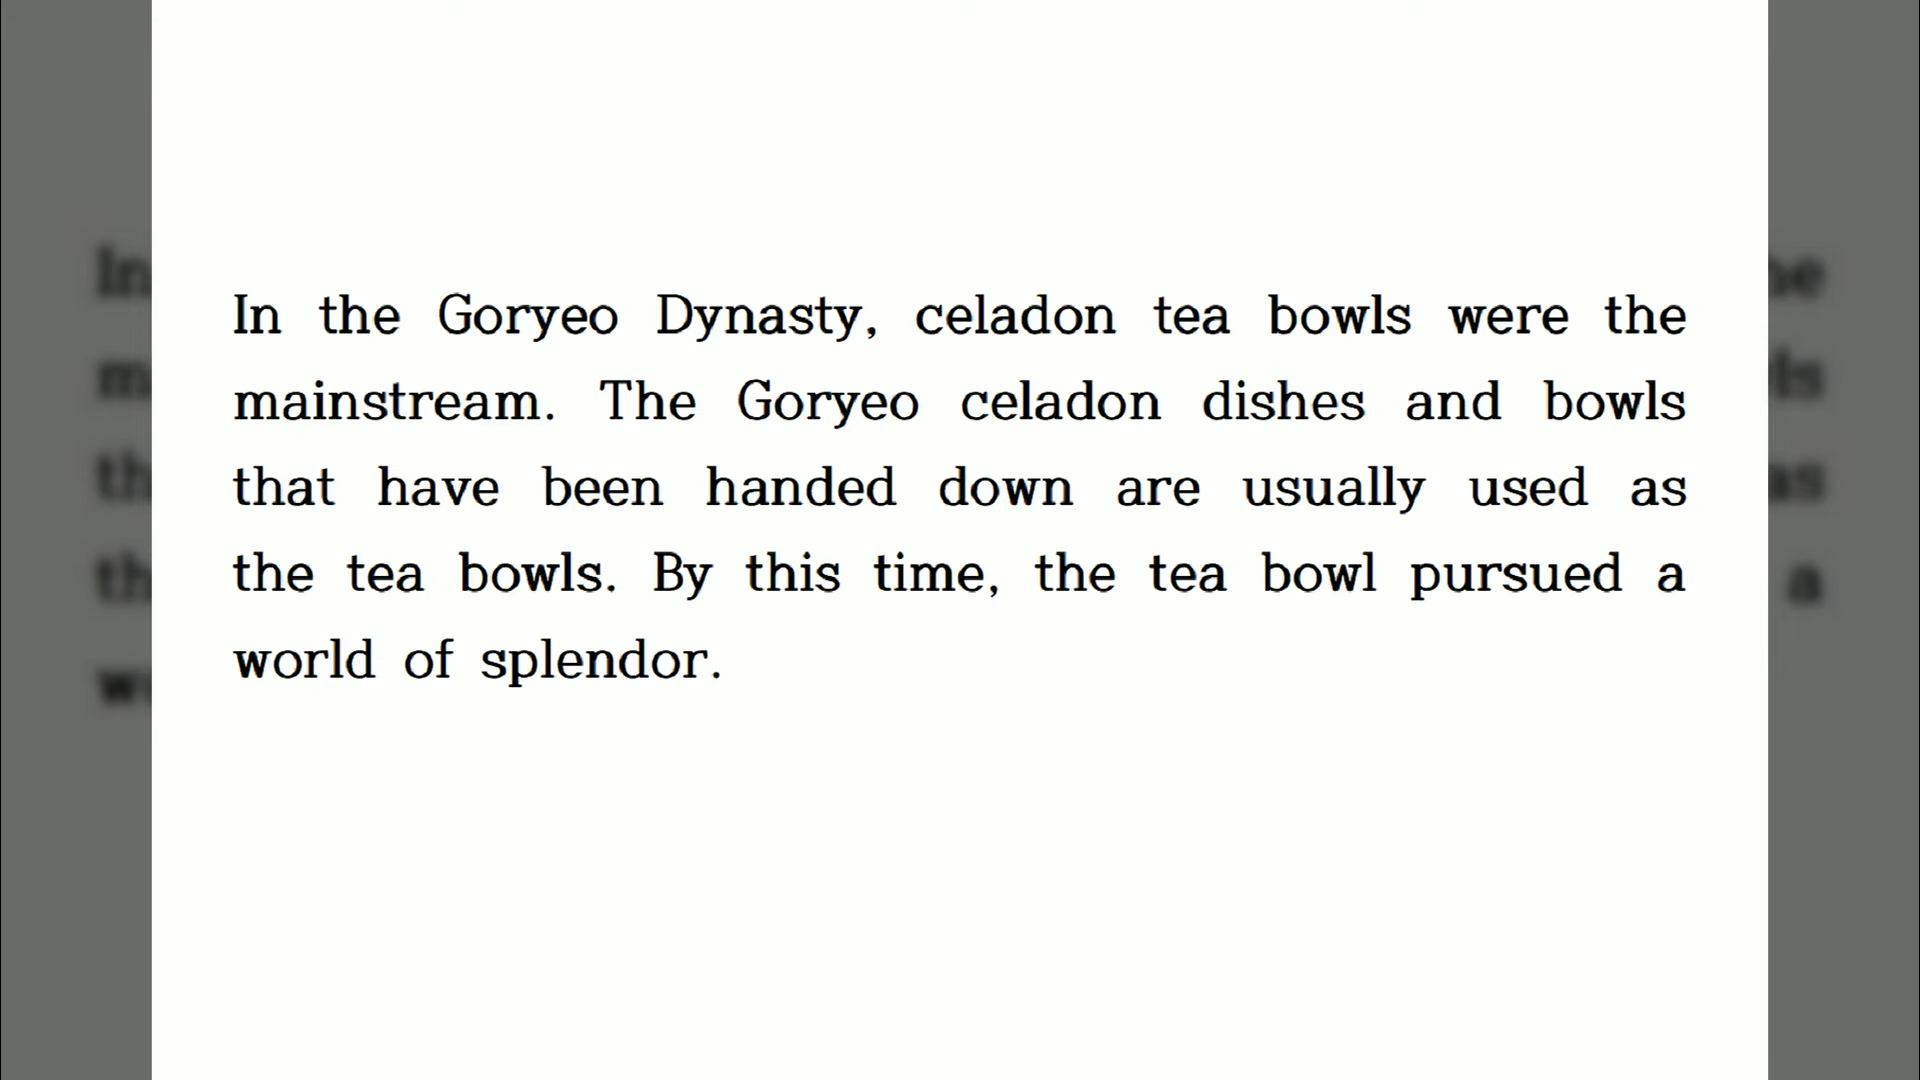 In the Goryeo Dynasty, celadon tea bowls were the
mainstream. The Goryeo celadon dishes and bowls
that have been handed down are usually used as
the tea bowls. By this time, the tea bowl pursued a
world of splendor.